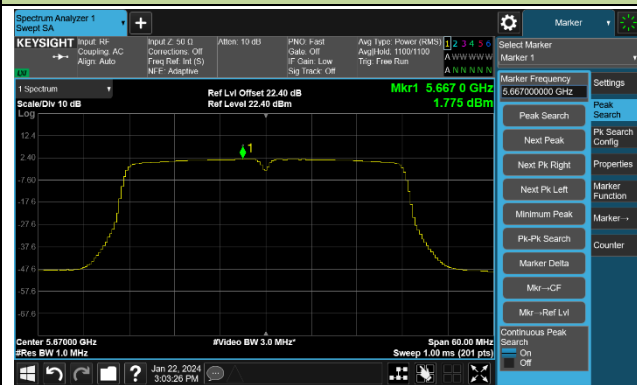 Spectrum Analyzer 1
Swept SA
Marker
KEYSIGHT
Input: RF
Coupling: AC
Align: Auto
Input Z: 50 Ω
Corrections: Off
Freq Ref: Int (S)
NFE: Adaptive
Atten: 10 dB
PNO: Fast
Gate: Off
IF Gain: Low
Sig Track: Off
Avg Type: Power (RMS)
Avg|Hold: 1100/1100
Trig: Free Run
1 2 3 4 5 6
A W W W W W
A N N N N N
Select Marker
Marker 1
LXI
1 Spectrum
Scale/Div 10 dB
Log
Ref Lvl Offset 22.40 dB
Ref Level 22.40 dBm
Mkr1 5.667 0 GHz
1.775 dBm
12.4
2.40
-7.60
-17.6
-27.6
-37.6
-47.6
-57.6
-67.6
1
Center 5.67000 GHz
#Res BW 1.0 MHz
#Video BW 3.0 MHz*
Span 60.00 MHz
Sweep 1.00 ms (201 pts)
Marker Frequency
5.667000000 GHz
Peak Search
Next Peak
Next Pk Right
Next Pk Left
Minimum Peak
Pk-Pk Search
Marker Delta
Mkr→CF
Mkr→Ref Lvl
Continuous Peak
Search
On
Off
Settings
Peak
Search
Pk Search
Config
Properties
Marker
Function
Marker→
Counter
?
Jan 22, 2024
3:03:26 PM